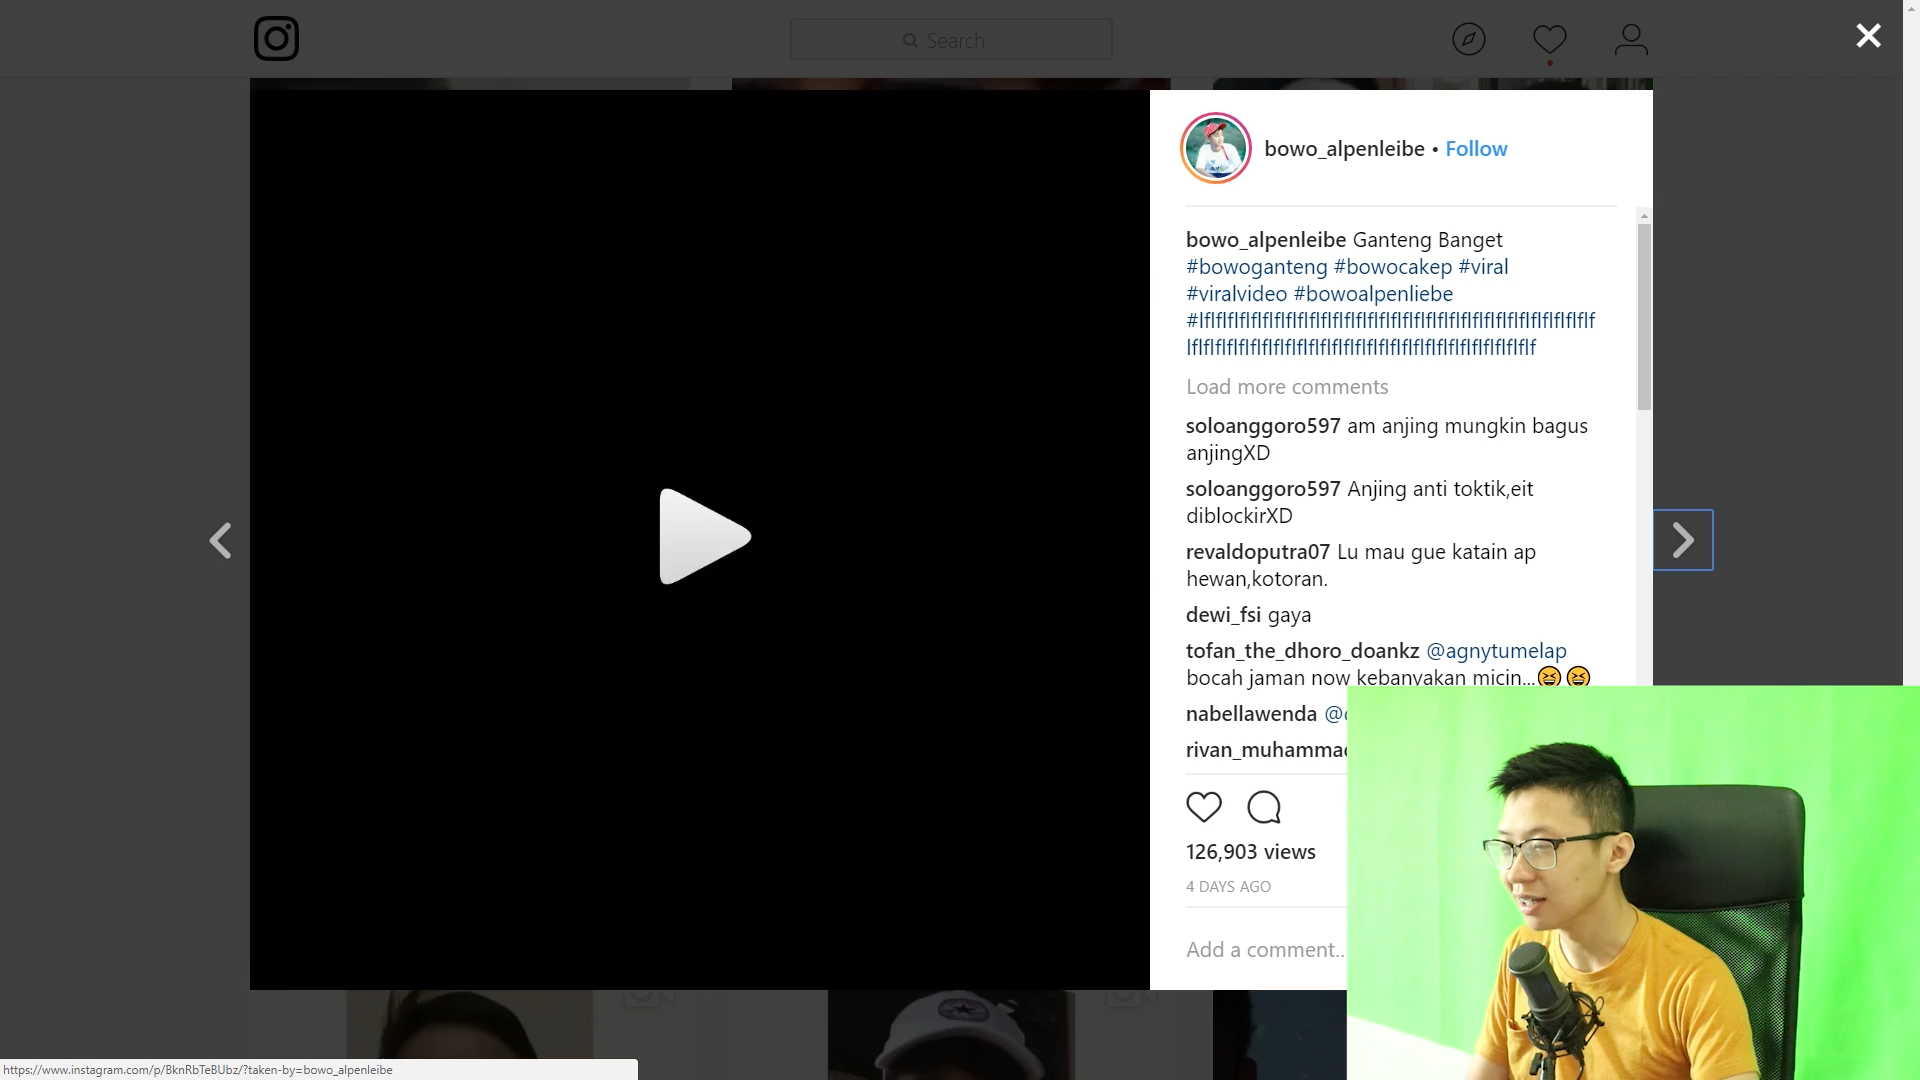 Search
bowo_alpenleibe • Follow
bowo_alpenleibe Ganteng Banget
#bowoganteng #bowocakep #viral
#viralvideo #bowoalpenliebe
Load more comments
soloanggoro597 am anjing mungkin bagus
anjingXD
soloanggoro597 Anjing anti toktik,eit
diblockirXD
revaldoputra07 Lu mau gue katain ap
hewan,kotoran.
dewi_fsi gaya
tofan_the_dhoro_doankz @agnytumelap
bocah jaman now kebanyakan micin...😆😆
nabellawenda
126,903 views
4 DAYS AGO
Add a comment...
https://www.instagram.com/p/BknRbTeBUbz/?taken-by=bowo_alpenleibe